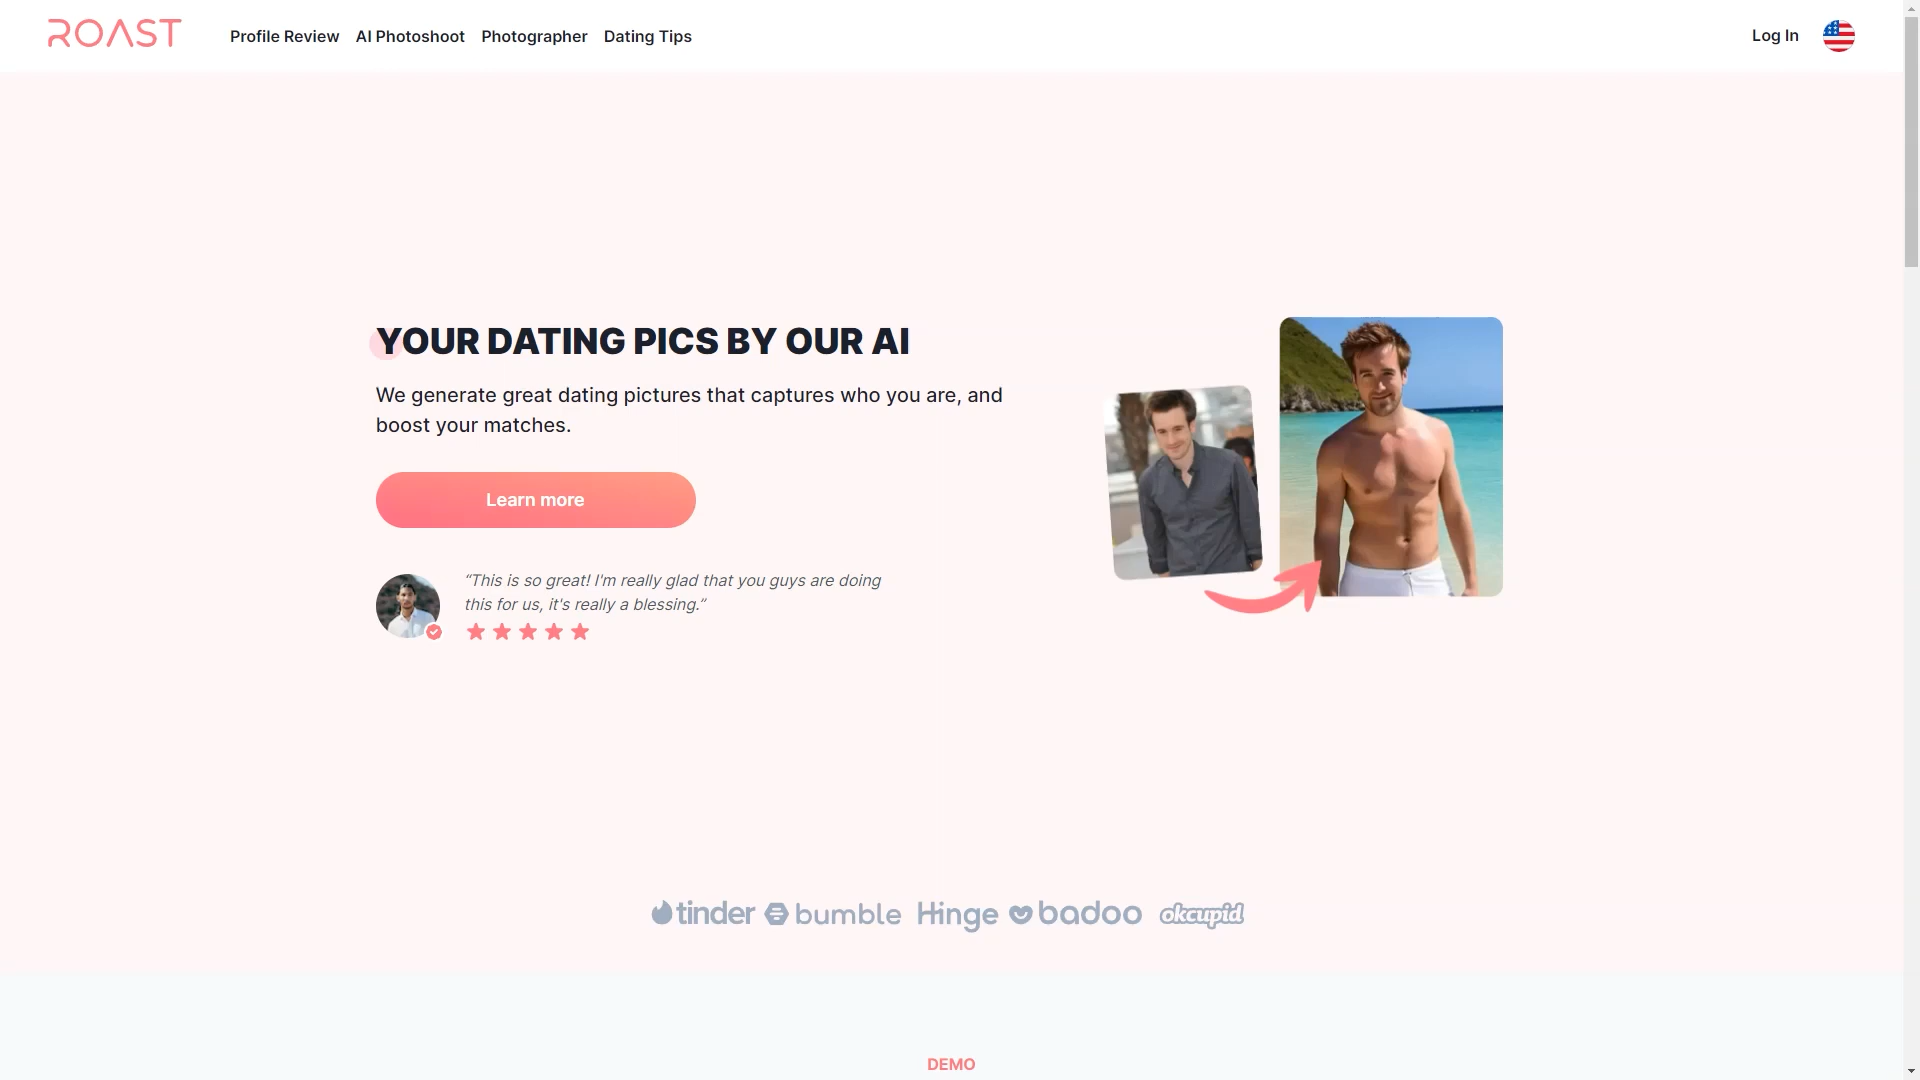 ROAST
Profile Review
AI Photoshoot
Photographer
Dating Tips
Log In
YOUR DATING PICS BY OUR AI
We generate great dating pictures that captures who you are, and
boost your matches.
Learn more
“This is so great! I'm really glad that you guys are doing
this for us, it's really a blessing.”
tinder
bumble
Hinge
badoo
okcupid
DEMO